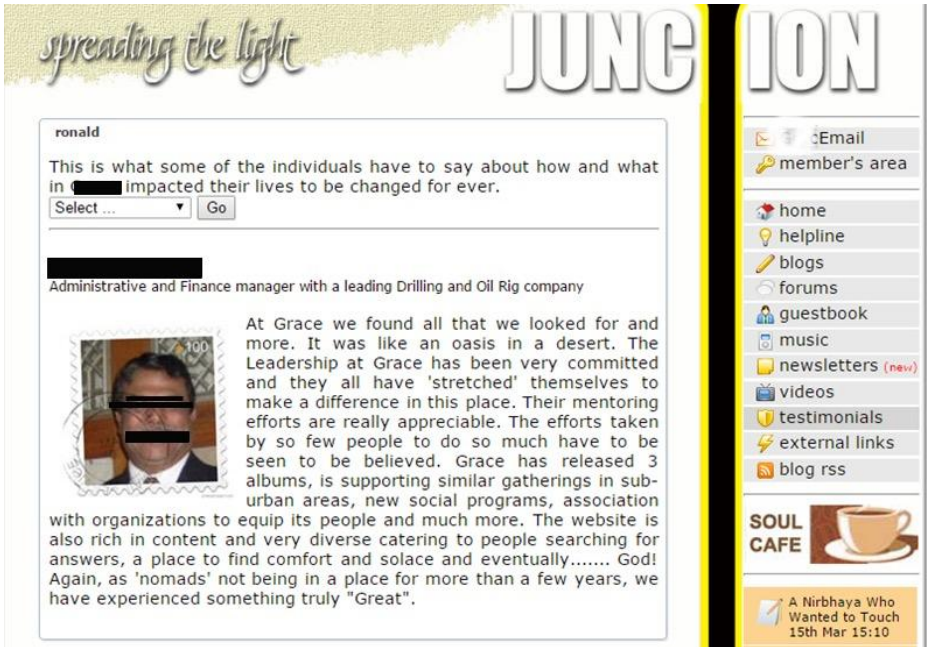 spreading the light
JUNC ION
ronald
This is what some of the individuals have to say about how and what
in impacted their lives to be changed for ever.
Select ... Go
Administrative and Finance manager with a leading Drilling and Oil Rig company
100
At Grace we found all that we looked for and
more. It was like an oasis in a desert. The
Leadership at Grace has been very committed
and they all have 'stretched' themselves to
make a difference in this place. Their mentoring
efforts are really appreciable. The efforts taken
by so few people to do so much have to be
seen to be believed. Grace has released 3
albums, is supporting similar gatherings in sub-
urban areas, new social programs, association
with organizations to equip its people and much more. The website is
also rich in content and very diverse catering to people searching for
answers, a place to find comfort and solace and eventually....... God!
Again, as 'nomads' not being in a place for more than a few years, we
have experienced something truly "Great".
Email
member's area
home
helpline
blogs
forums
guestbook
music
newsletters (new)
videos
testimonials
external links
blog rss
SOUL
CAFE
A Nirbhaya Who
Wanted to Touch
15th Mar 15:10